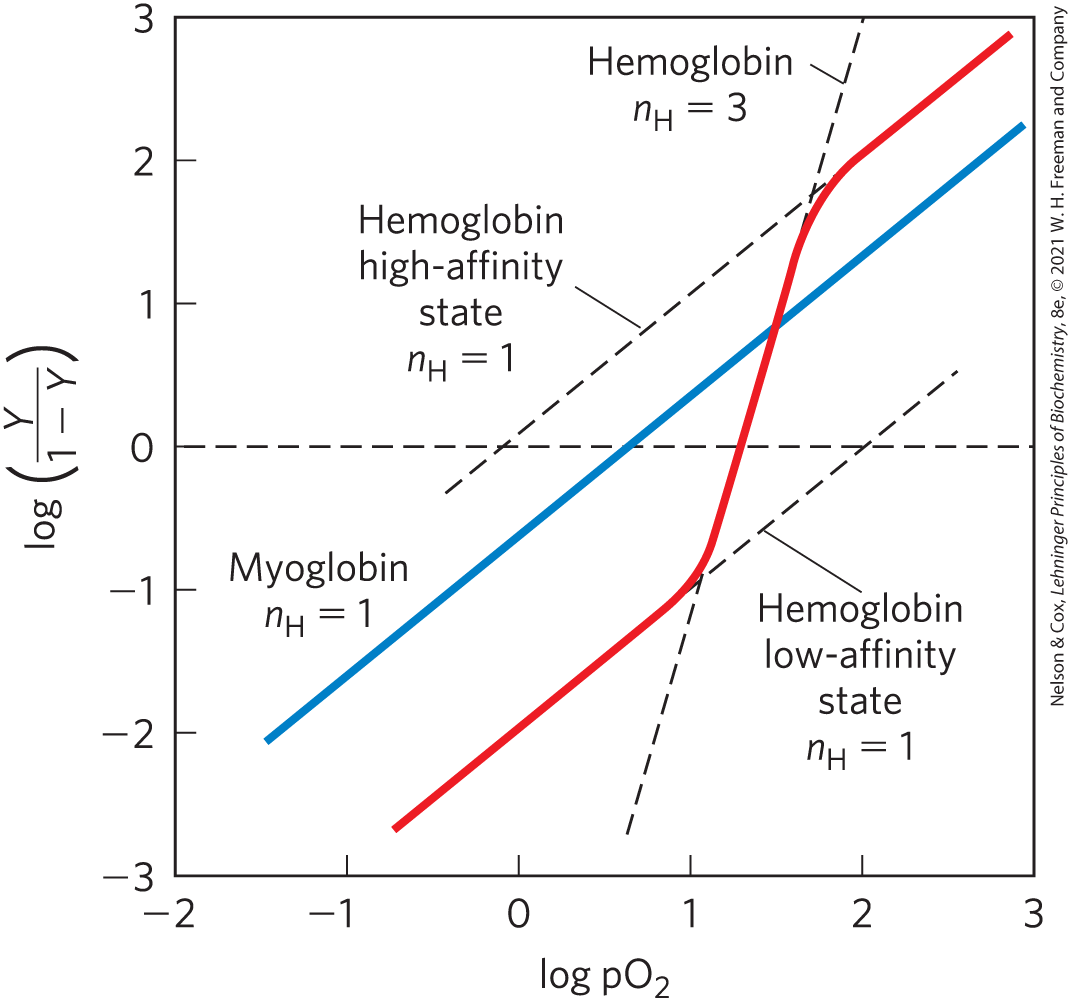 3
2
1
0
−1
−2
−3
−2
−1
0
1
2
3
log (Y / 1 − Y)
log pO₂
Hemoglobin
nH = 3
Hemoglobin
high-affinity
state
nH = 1
Myoglobin
nH = 1
Hemoglobin
low-affinity
state
nH = 1
Nelson & Cox, Lehninger Principles of Biochemistry, 8e, © 2021 W. H. Freeman and Company